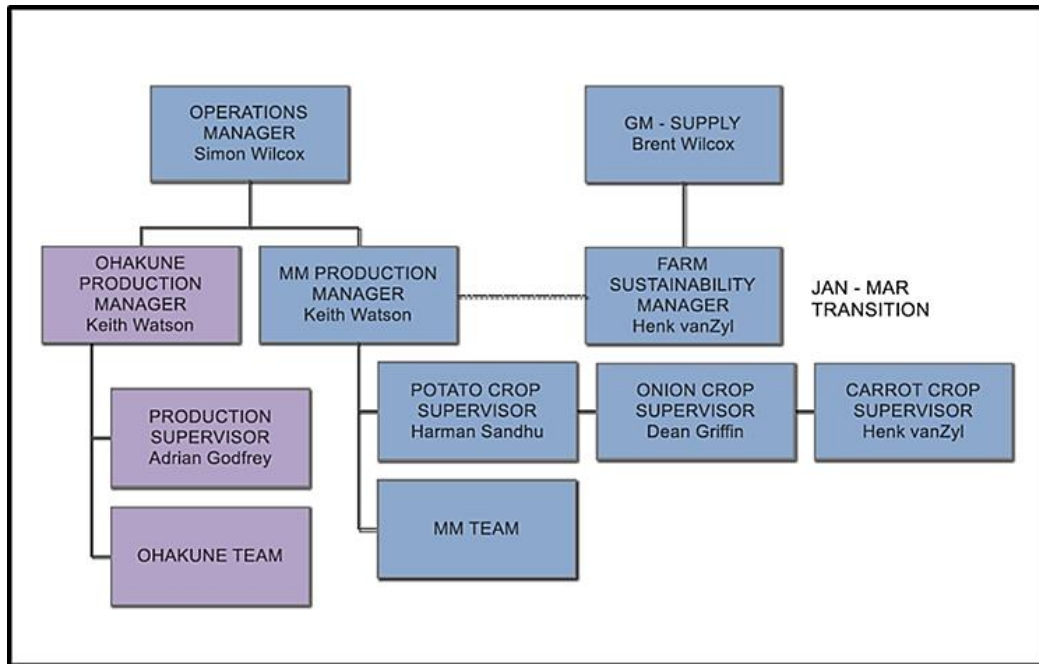 OPERATIONS
MANAGER
Simon Wilcox
GM - SUPPLY
Brent Wilcox
OHAKUNE
PRODUCTION
MANAGER
Keith Watson
MM PRODUCTION
MANAGER
Keith Watson
FARM
SUSTAINABILITY
MANAGER
Henk vanZyl
JAN - MAR
TRANSITION
PRODUCTION
SUPERVISOR
Adrian Godfrey
POTATO CROP
SUPERVISOR
Harman Sandhu
ONION CROP
SUPERVISOR
Dean Griffin
CARROT CROP
SUPERVISOR
Henk vanZyl
OHAKUNE TEAM
MM TEAM